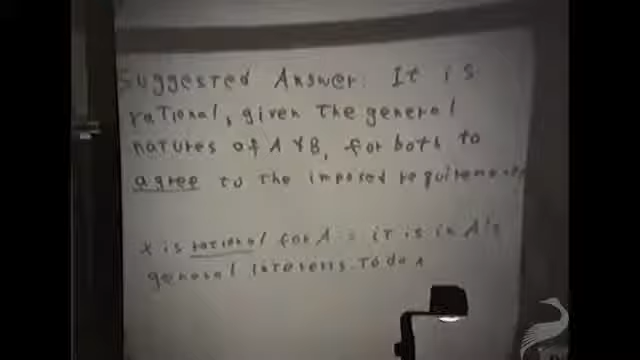 Suggested Answer: It is
rational, given the general
natures of A & B, for both to
agree to the imposed requirements
X is rational for A = it is in A's
general interests to do